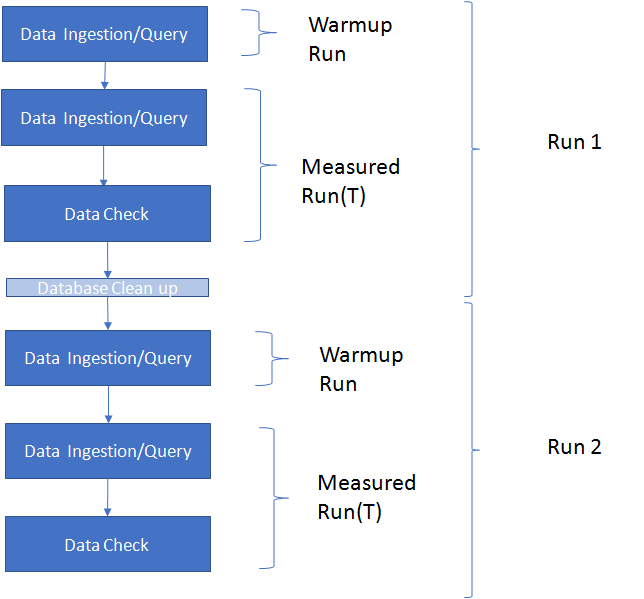 Data Ingestion/Query
Warmup
Run
Data Ingestion/Query
Run 1
Measured
Run(T)
Data Check
Database Clean up
Data Ingestion/Query
Warmup
Run
Data Ingestion/Query
Run 2
Measured
Run(T)
Data Check